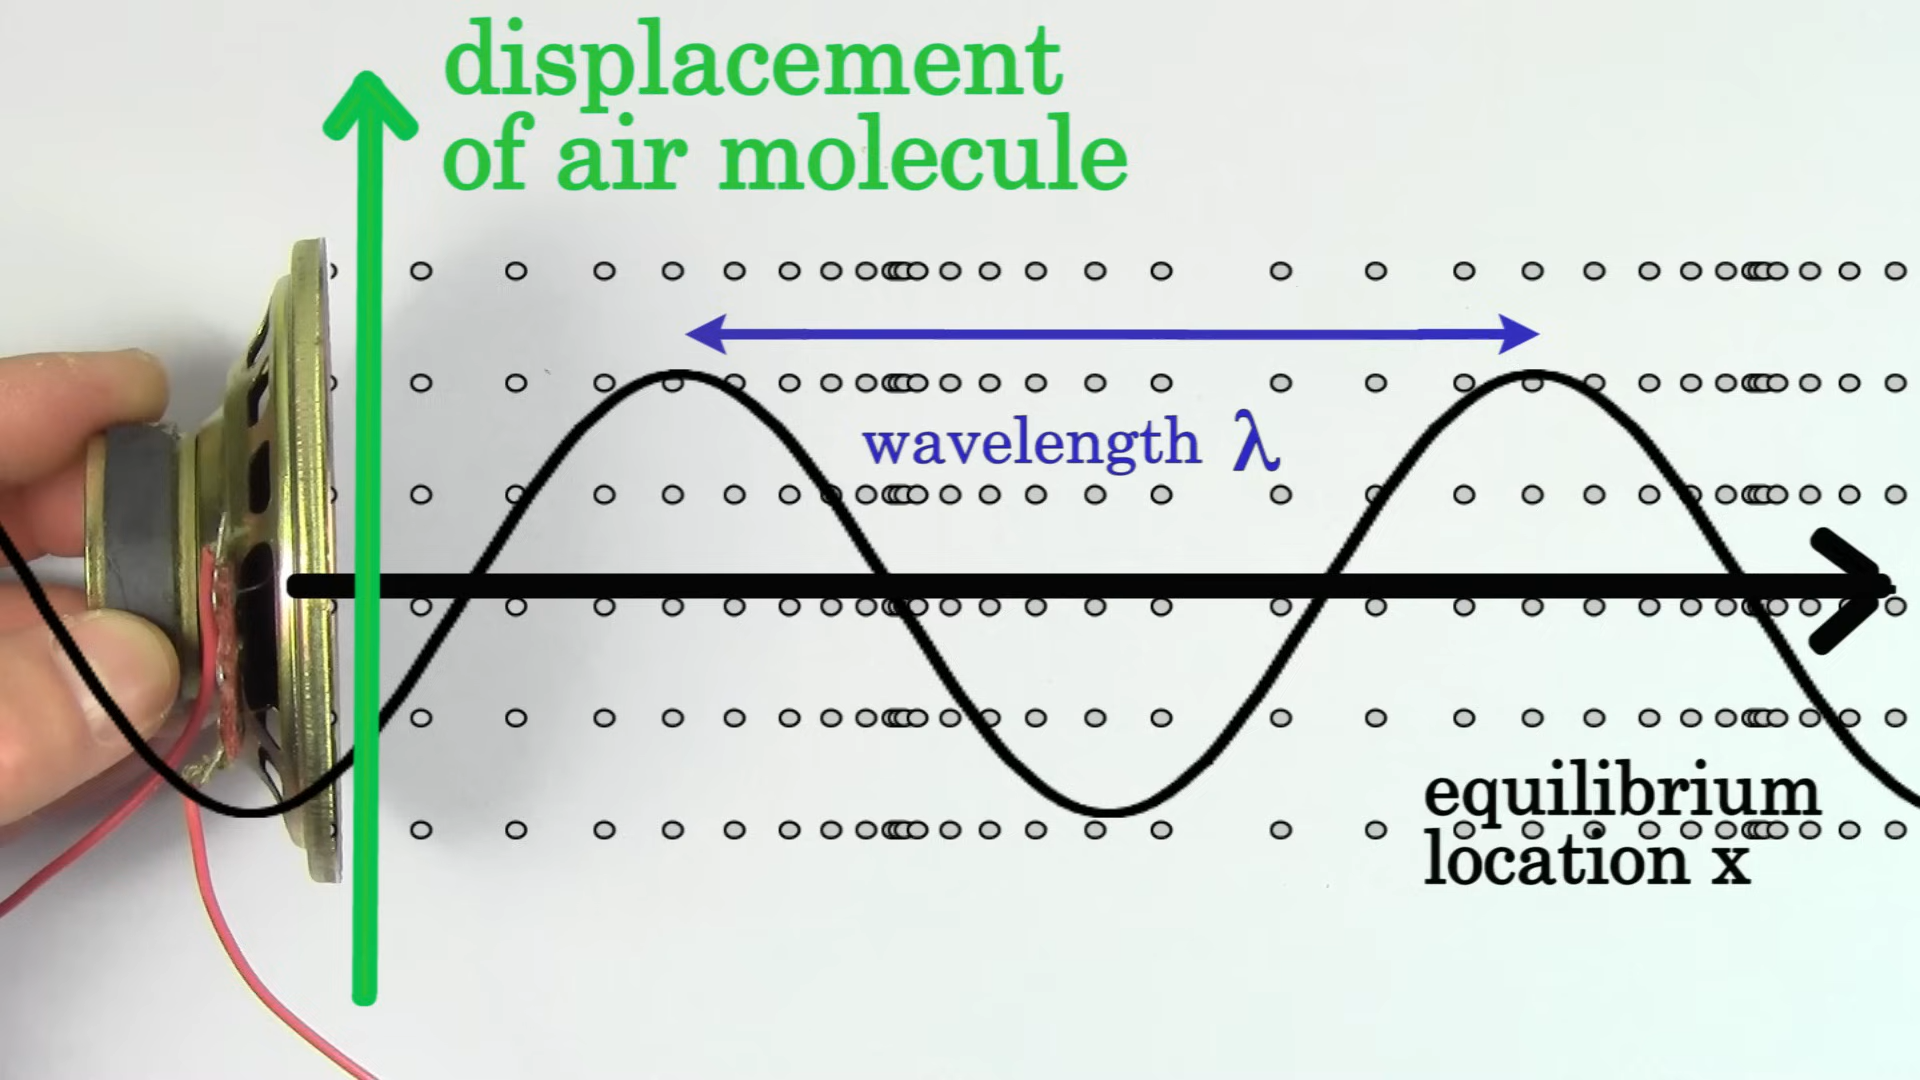 displacement
of air molecule
wavelength λ
equilibrium
location x